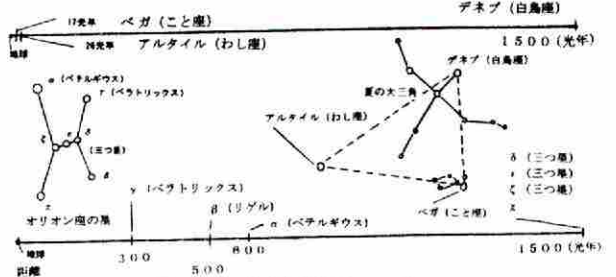 デネブ (白鳥座)
17光年 ベガ (こと座)
地球 26光年 アルタイル (わし座) 1500 (光年)
デネブ (白鳥座)
夏の大三角
アルタイル (わし座)
ベガ (こと座)
α (ベテルギウス)
γ (ベラトリックス)
ζ ε δ
(三つ星)
β
χ
オリオン座の星
γ (ベラトリックス)
β (リゲル)
α (ベテルギウス)
δ (三つ星)
ε (三つ星)
ζ (三つ星)
χ
地球 300 500 600 1500 (光年)
距離